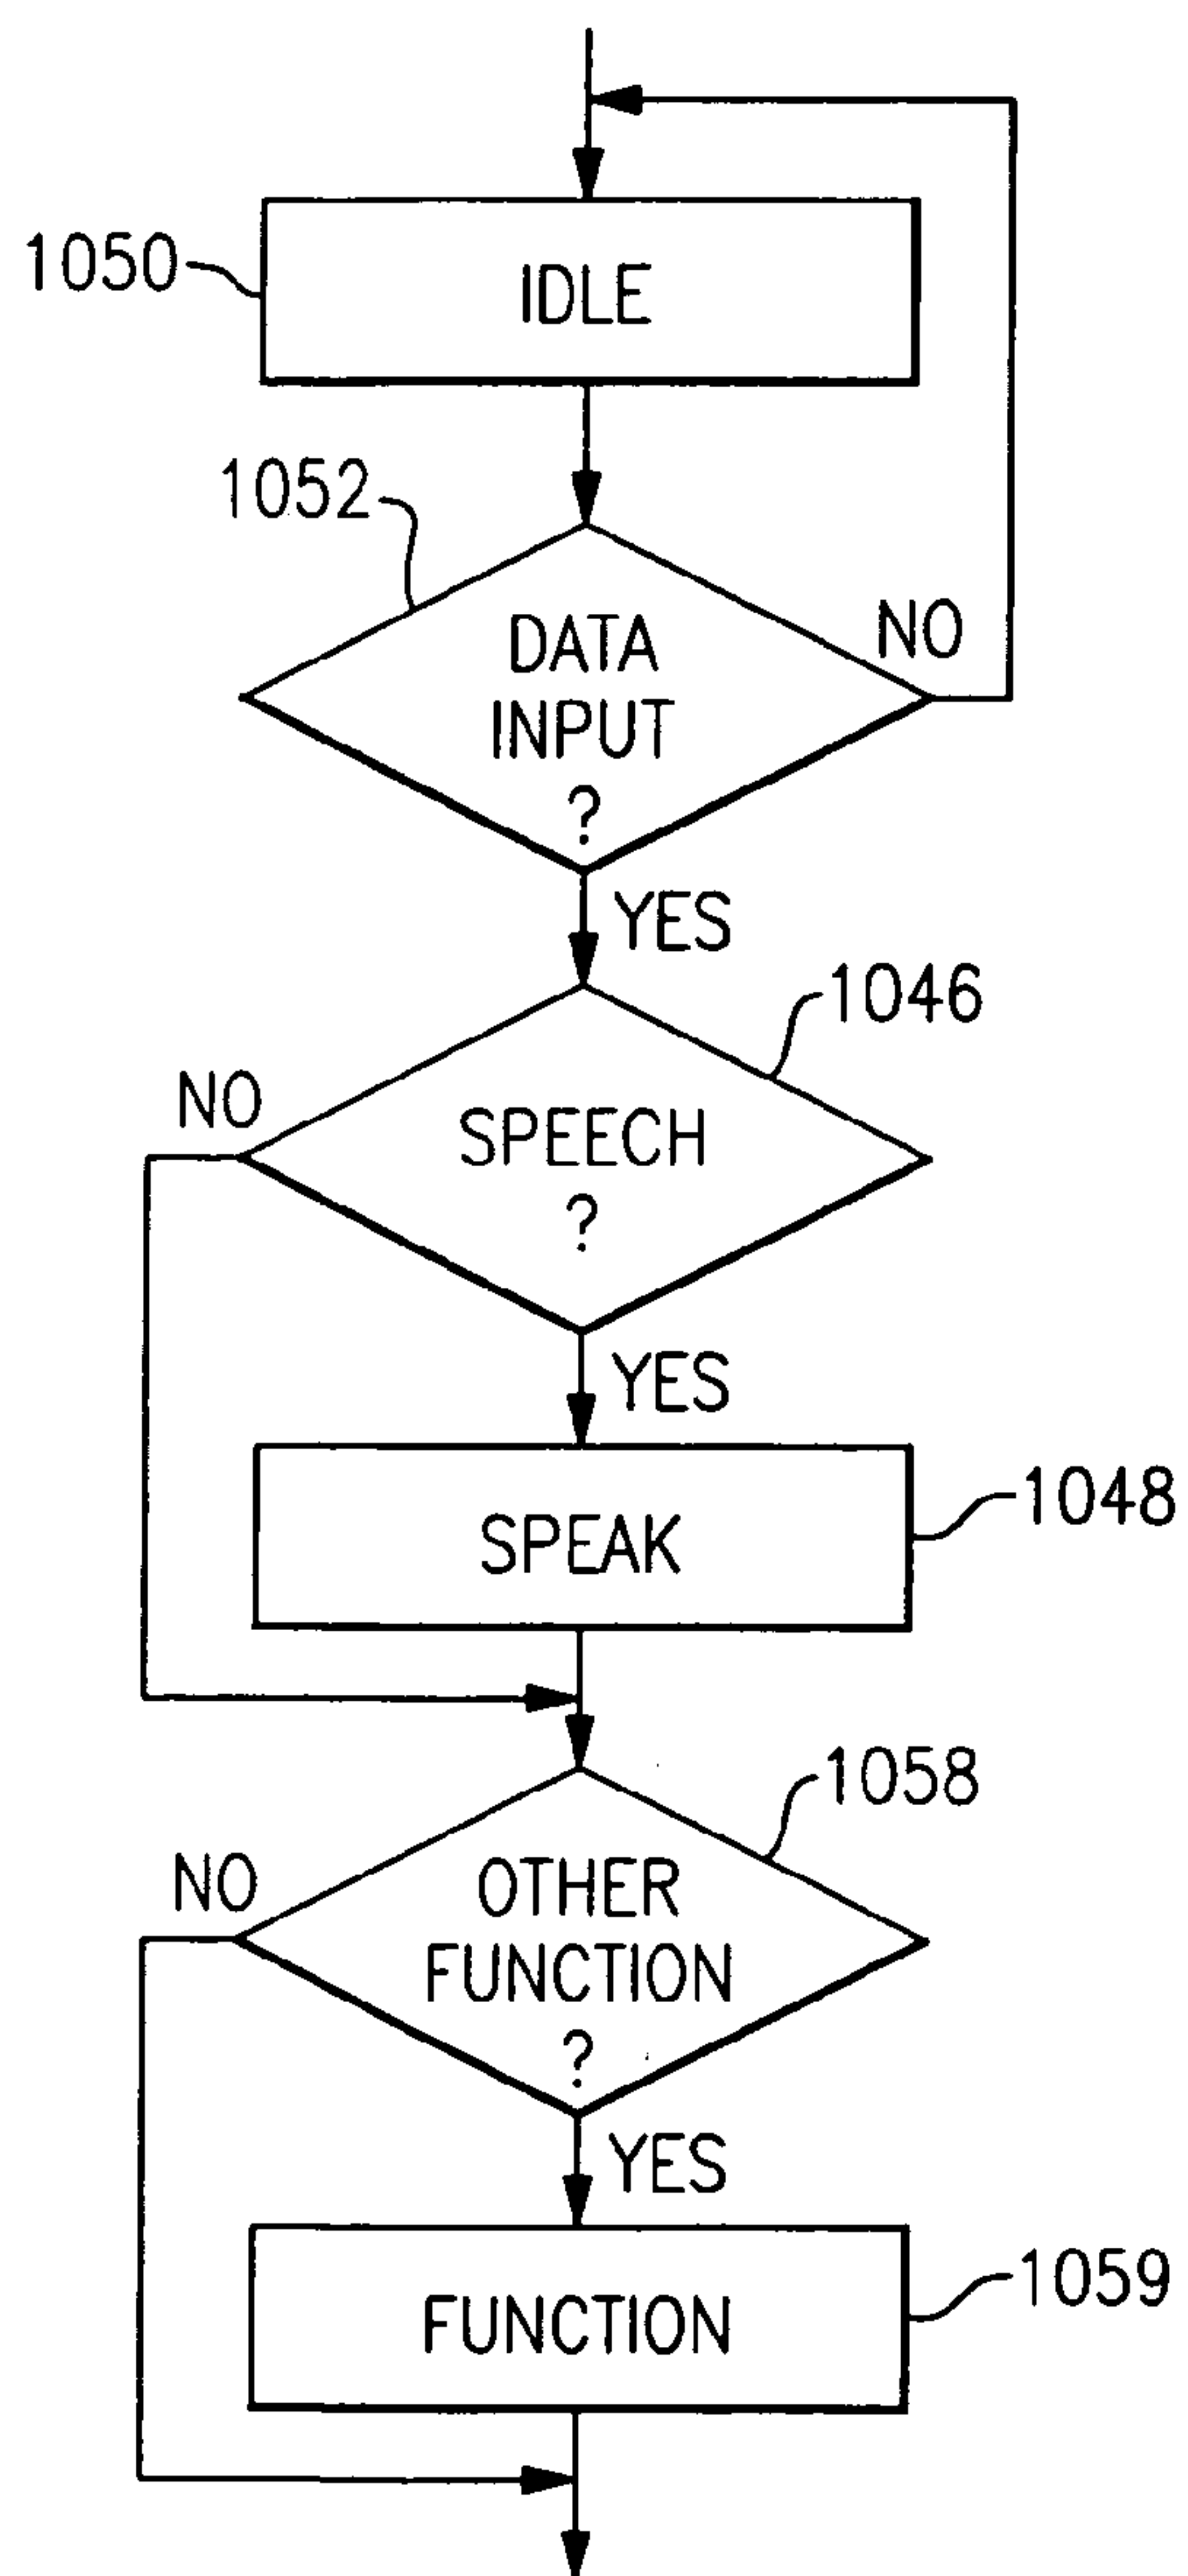 1050
IDLE
1052
DATA
INPUT
?
NO
YES
1046
NO
SPEECH
?
YES
SPEAK
1048
1058
NO
OTHER
FUNCTION
?
YES
FUNCTION
1059